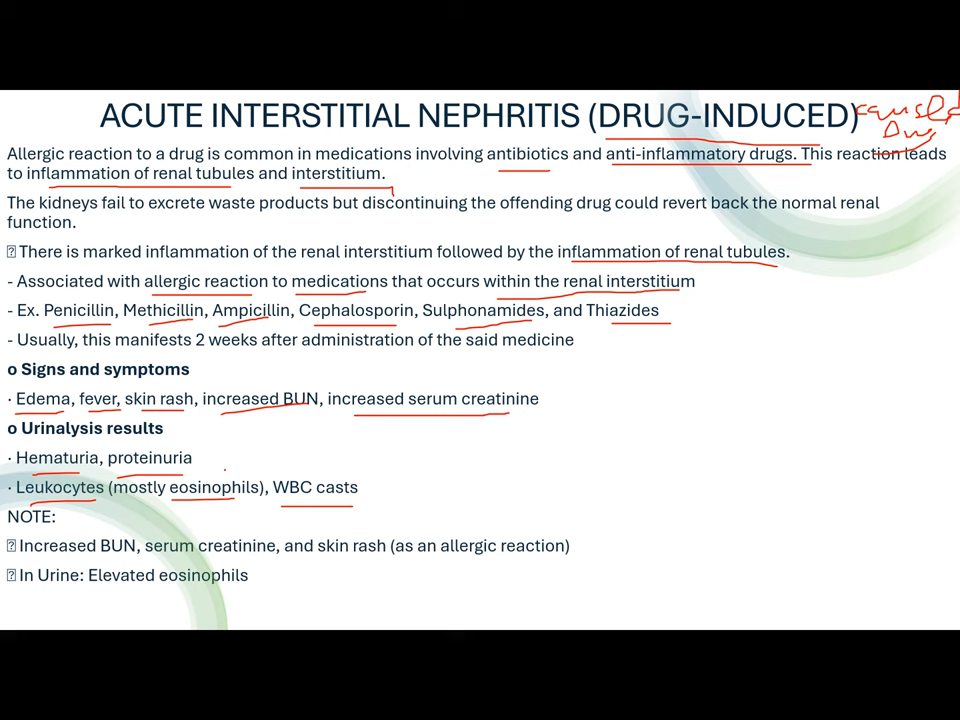 ACUTE INTERSTITIAL NEPHRITIS (DRUG-INDUCED)
caused
Drug
Allergic reaction to a drug is common in medications involving antibiotics and anti-inflammatory drugs. This reaction leads
to inflammation of renal tubules and interstitium.
The kidneys fail to excrete waste products but discontinuing the offending drug could revert back the normal renal
function.
⍰ There is marked inflammation of the renal interstitium followed by the inflammation of renal tubules.
- Associated with allergic reaction to medications that occurs within the renal interstitium
- Ex. Penicillin, Methicillin, Ampicillin, Cephalosporin, Sulphonamides, and Thiazides
- Usually, this manifests 2 weeks after administration of the said medicine
o Signs and symptoms
· Edema, fever, skin rash, increased BUN, increased serum creatinine
o Urinalysis results
· Hematuria, proteinuria
· Leukocytes (mostly eosinophils), WBC casts
NOTE:
⍰ Increased BUN, serum creatinine, and skin rash (as an allergic reaction)
⍰ In Urine: Elevated eosinophils